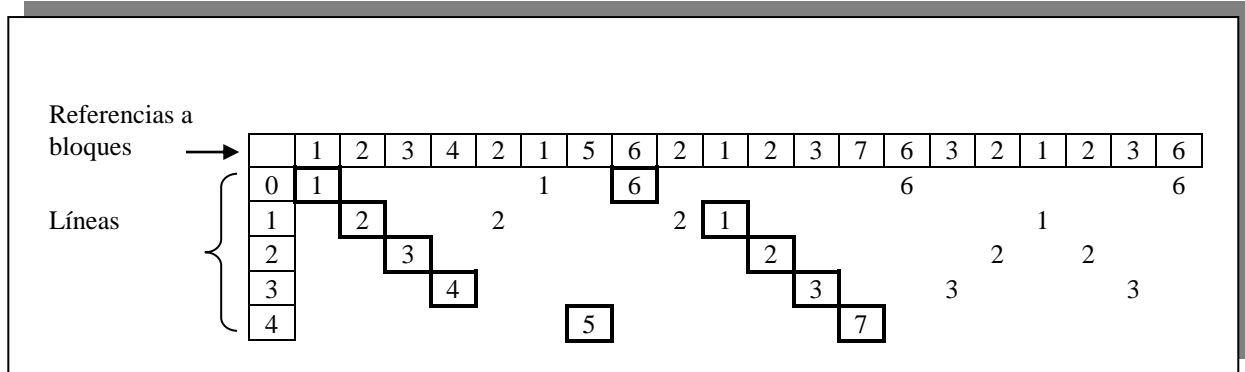 Referencias a
bloques
1 2 3 4 2 1 5 6 2 1 2 3 7 6 3 2 1 2 3 6
0 1 1 6 6 6
Líneas
1 2 2 2 1 1
2 3 2 2 2
3 4 3 3 3
4 5 7